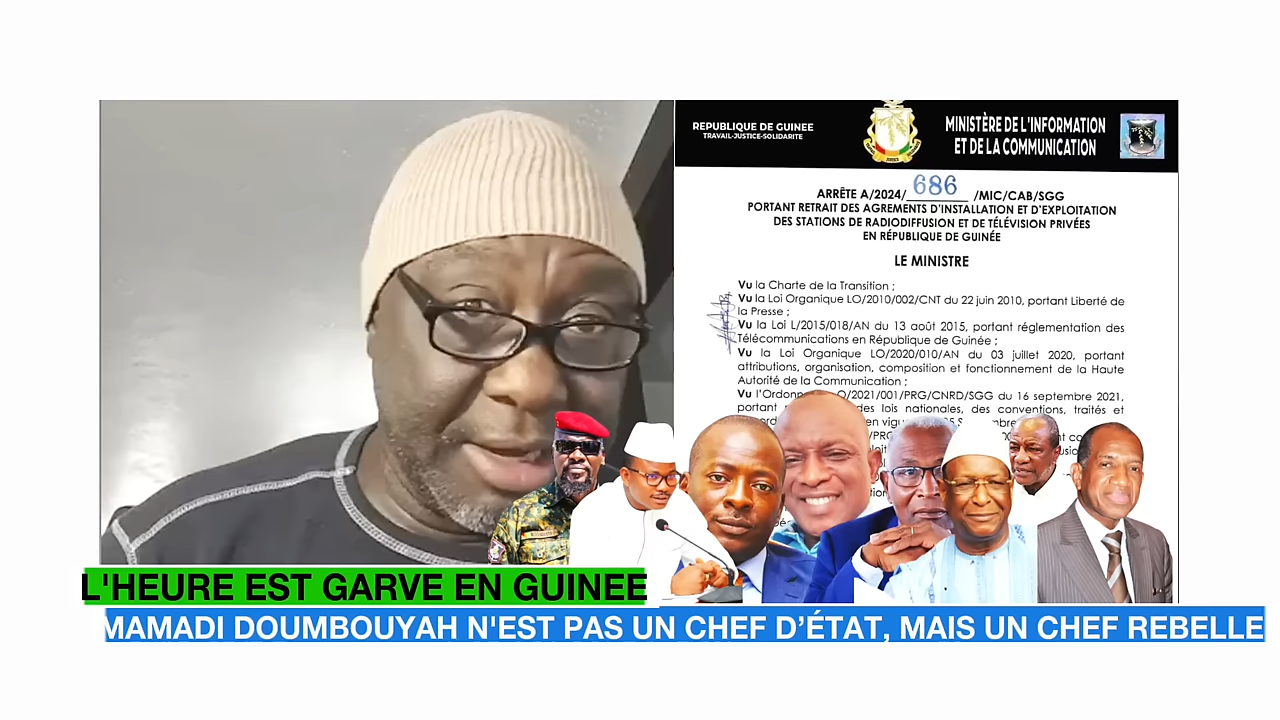 REPUBLIQUE DE GUINEE
TRAVAIL-JUSTICE-SOLIDARITE
MINISTÈRE DE L'INFORMATION
ET DE LA COMMUNICATION
ARRÊTE A/2024/ 686 /MIC/CAB/SGG
PORTANT RETRAIT DES AGREMENTS D'INSTALLATION ET D'EXPLOITATION
DES STATIONS DE RADIODIFFUSION ET DE TÉLÉVISION PRIVÉES
EN RÉPUBLIQUE DE GUINÉE
LE MINISTRE
Vu la Charte de la Transition ;
Vu la Loi Organique LO/2010/002/CNT du 22 juin 2010, portant Liberté de
la Presse ;
Vu la Loi L/2015/018/AN du 13 août 2015, portant réglementation des
Télécommunications en République de Guinée ;
Vu la Loi Organique LO/2020/010/AN du 03 juillet 2020, portant
attributions, organisation, composition et fonctionnement de la Haute
Autorité de la Communication ;
Vu /2021/001/PRG/CNRD/SGG du 16 septembre 2021,
portant des lois nationales, des conventions, traités et
L'HEURE EST GARVE EN GUINEE
MAMADI DOUMBOUYAH N'EST PAS UN CHEF D'ÉTAT, MAIS UN CHEF REBELLE